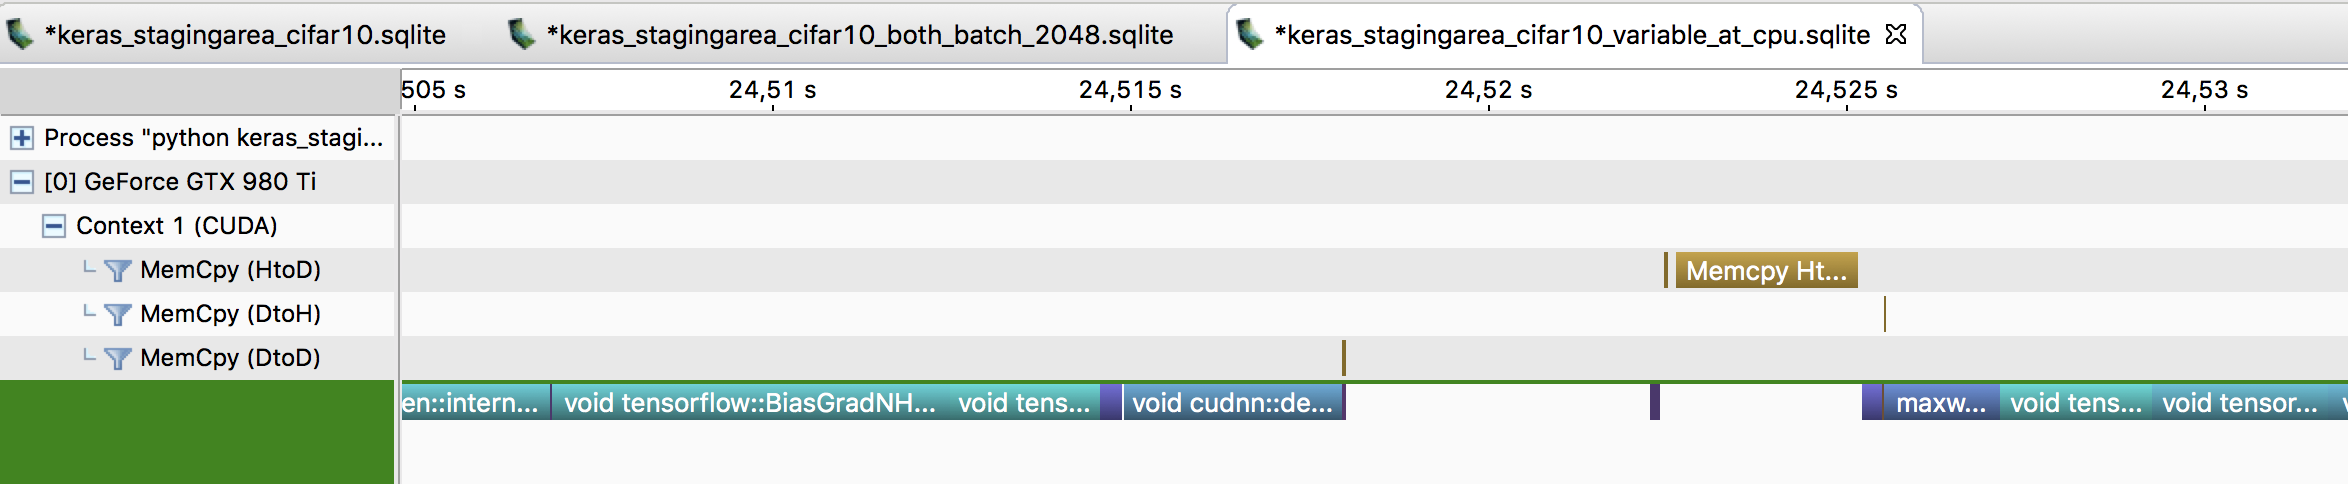 *keras_stagingarea_cifar10.sqlite *keras_stagingarea_cifar10_both_batch_2048.sqlite *keras_stagingarea_cifar10_variable_at_cpu.sqlite
505 s 24,51 s 24,515 s 24,52 s 24,525 s 24,53 s
Process "python keras_stagi...
[0] GeForce GTX 980 Ti
Context 1 (CUDA)
MemCpy (HtoD) Memcpy Ht...
MemCpy (DtoH)
MemCpy (DtoD)
en::intern... void tensorflow::BiasGradNH... void tens... void cudnn::de... maxw... void tens... void tensor...